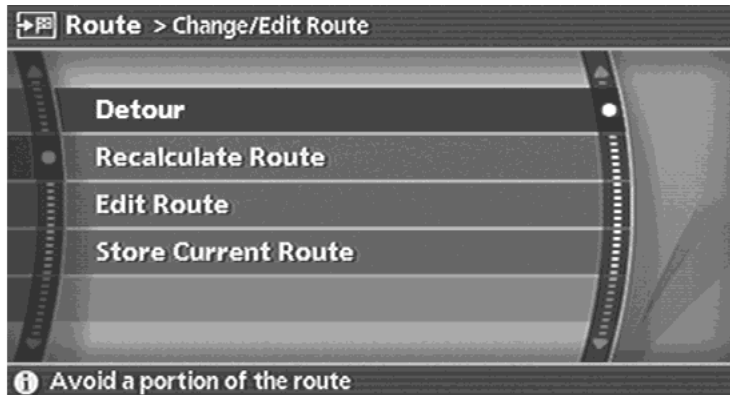 Route > Change/Edit Route
Detour
Recalculate Route
Edit Route
Store Current Route
Avoid a portion of the route